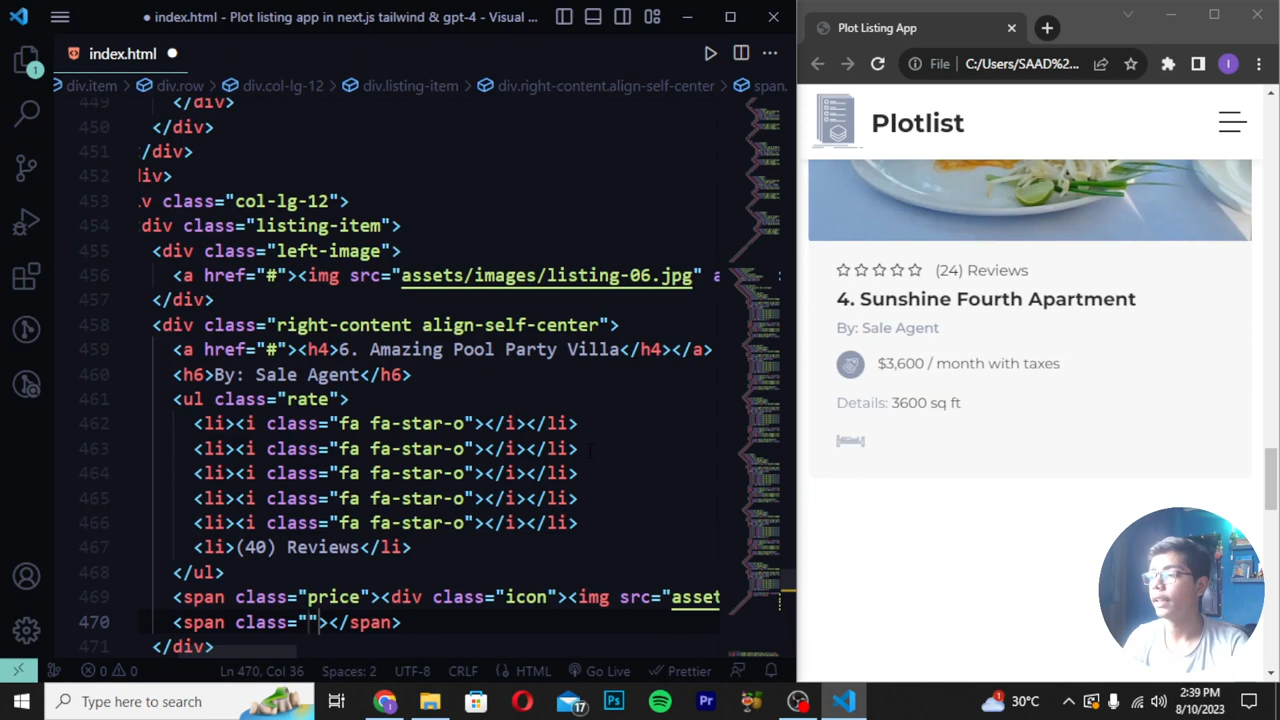 ● index.html - Plot listing app in next.js tailwind & gpt-4 - Visual ...
index.html ●
div.item > div.row > div.col-lg-12 > div.listing-item > div.right-content.align-self-center > span.
449 </div>
450 </div>
451 /div>
452 div>
453 v class="col-lg-12">
454 div class="listing-item">
455 <div class="left-image">
456 <a href="#"><img src="assets/images/listing-06.jpg" a
457 </div>
458 <div class="right-content align-self-center">
459 <a href="#"><h4>6. Amazing Pool Party Villa</h4></a>
460 <h6>By: Sale Agent</h6>
461 <ul class="rate">
462 <li><i class="fa fa-star-o"></i></li>
463 <li><i class="fa fa-star-o"></i></li>
464 <li><i class="fa fa-star-o"></i></li>
465 <li><i class="fa fa-star-o"></i></li>
466 <li><i class="fa fa-star-o"></i></li>
467 <li>(40) Reviews</li>
468 </ul>
469 <span class="price"><div class="icon"><img src="asset
470 <span class=""></span>
471 </div>
1
0 0 Ln 470, Col 36 Spaces: 2 UTF-8 CRLF {} HTML Go Live Prettier
Plot Listing App
File C:/Users/SAAD%2...
I
Plotlist
(24) Reviews
4. Sunshine Fourth Apartment
By: Sale Agent
$3,600 / month with taxes
Details: 3600 sq ft
Type here to search
17
Ps
Pr
1
30°C
2:39 PM
8/10/2023